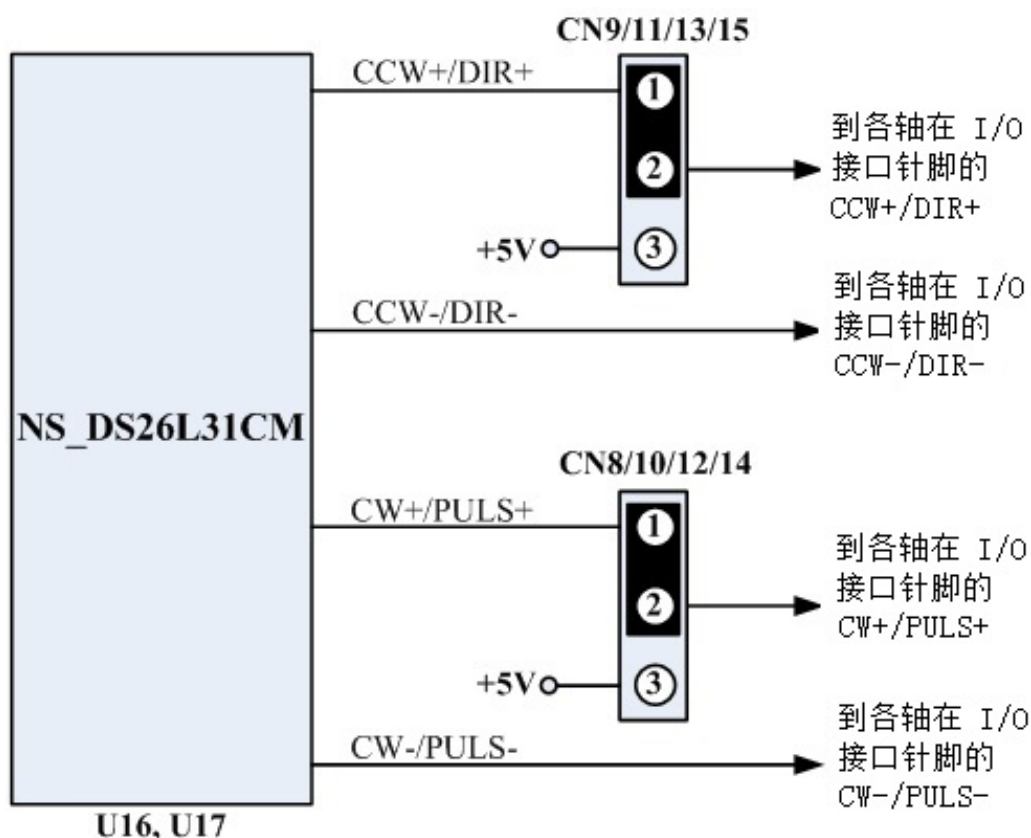 CN9/11/13/15
CCW+/DIR+
1
到各轴在 I/O
接口针脚的
CCW+/DIR+
2
+5V
3
CCW-/DIR-
到各轴在 I/O
接口针脚的
CCW-/DIR-
NS_DS26L31CM
CN8/10/12/14
CW+/PULS+
1
到各轴在 I/O
接口针脚的
CW+/PULS+
2
+5V
3
CW-/PULS-
到各轴在 I/O
接口针脚的
CW-/PULS-
U16, U17